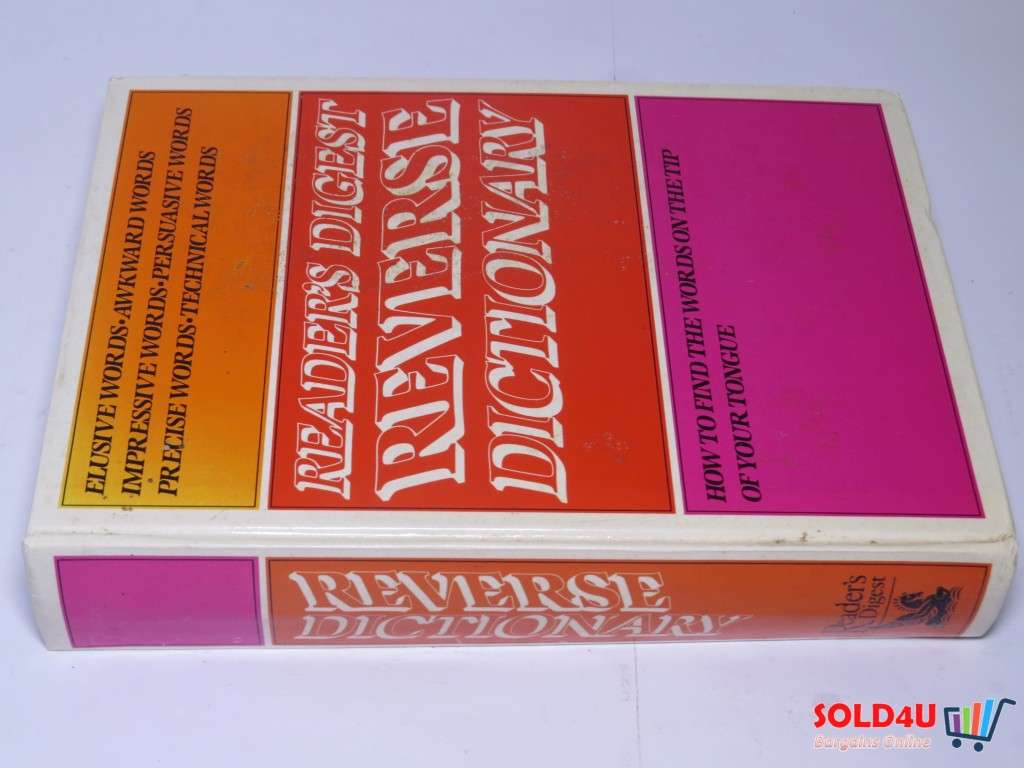 ELUSIVE WORDS•AWKWARD WORDS
IMPRESSIVE WORDS•PERSUASIVE WORDS
PRECISE WORDS•TECHNICAL WORDS
READER'S DIGEST
REVERSE
DICTIONARY
HOW TO FIND THE WORDS ON THE TIP
OF YOUR TONGUE
REVERSE
DICTIONARY
Reader's
Digest
SOLD4U
Bargains Online